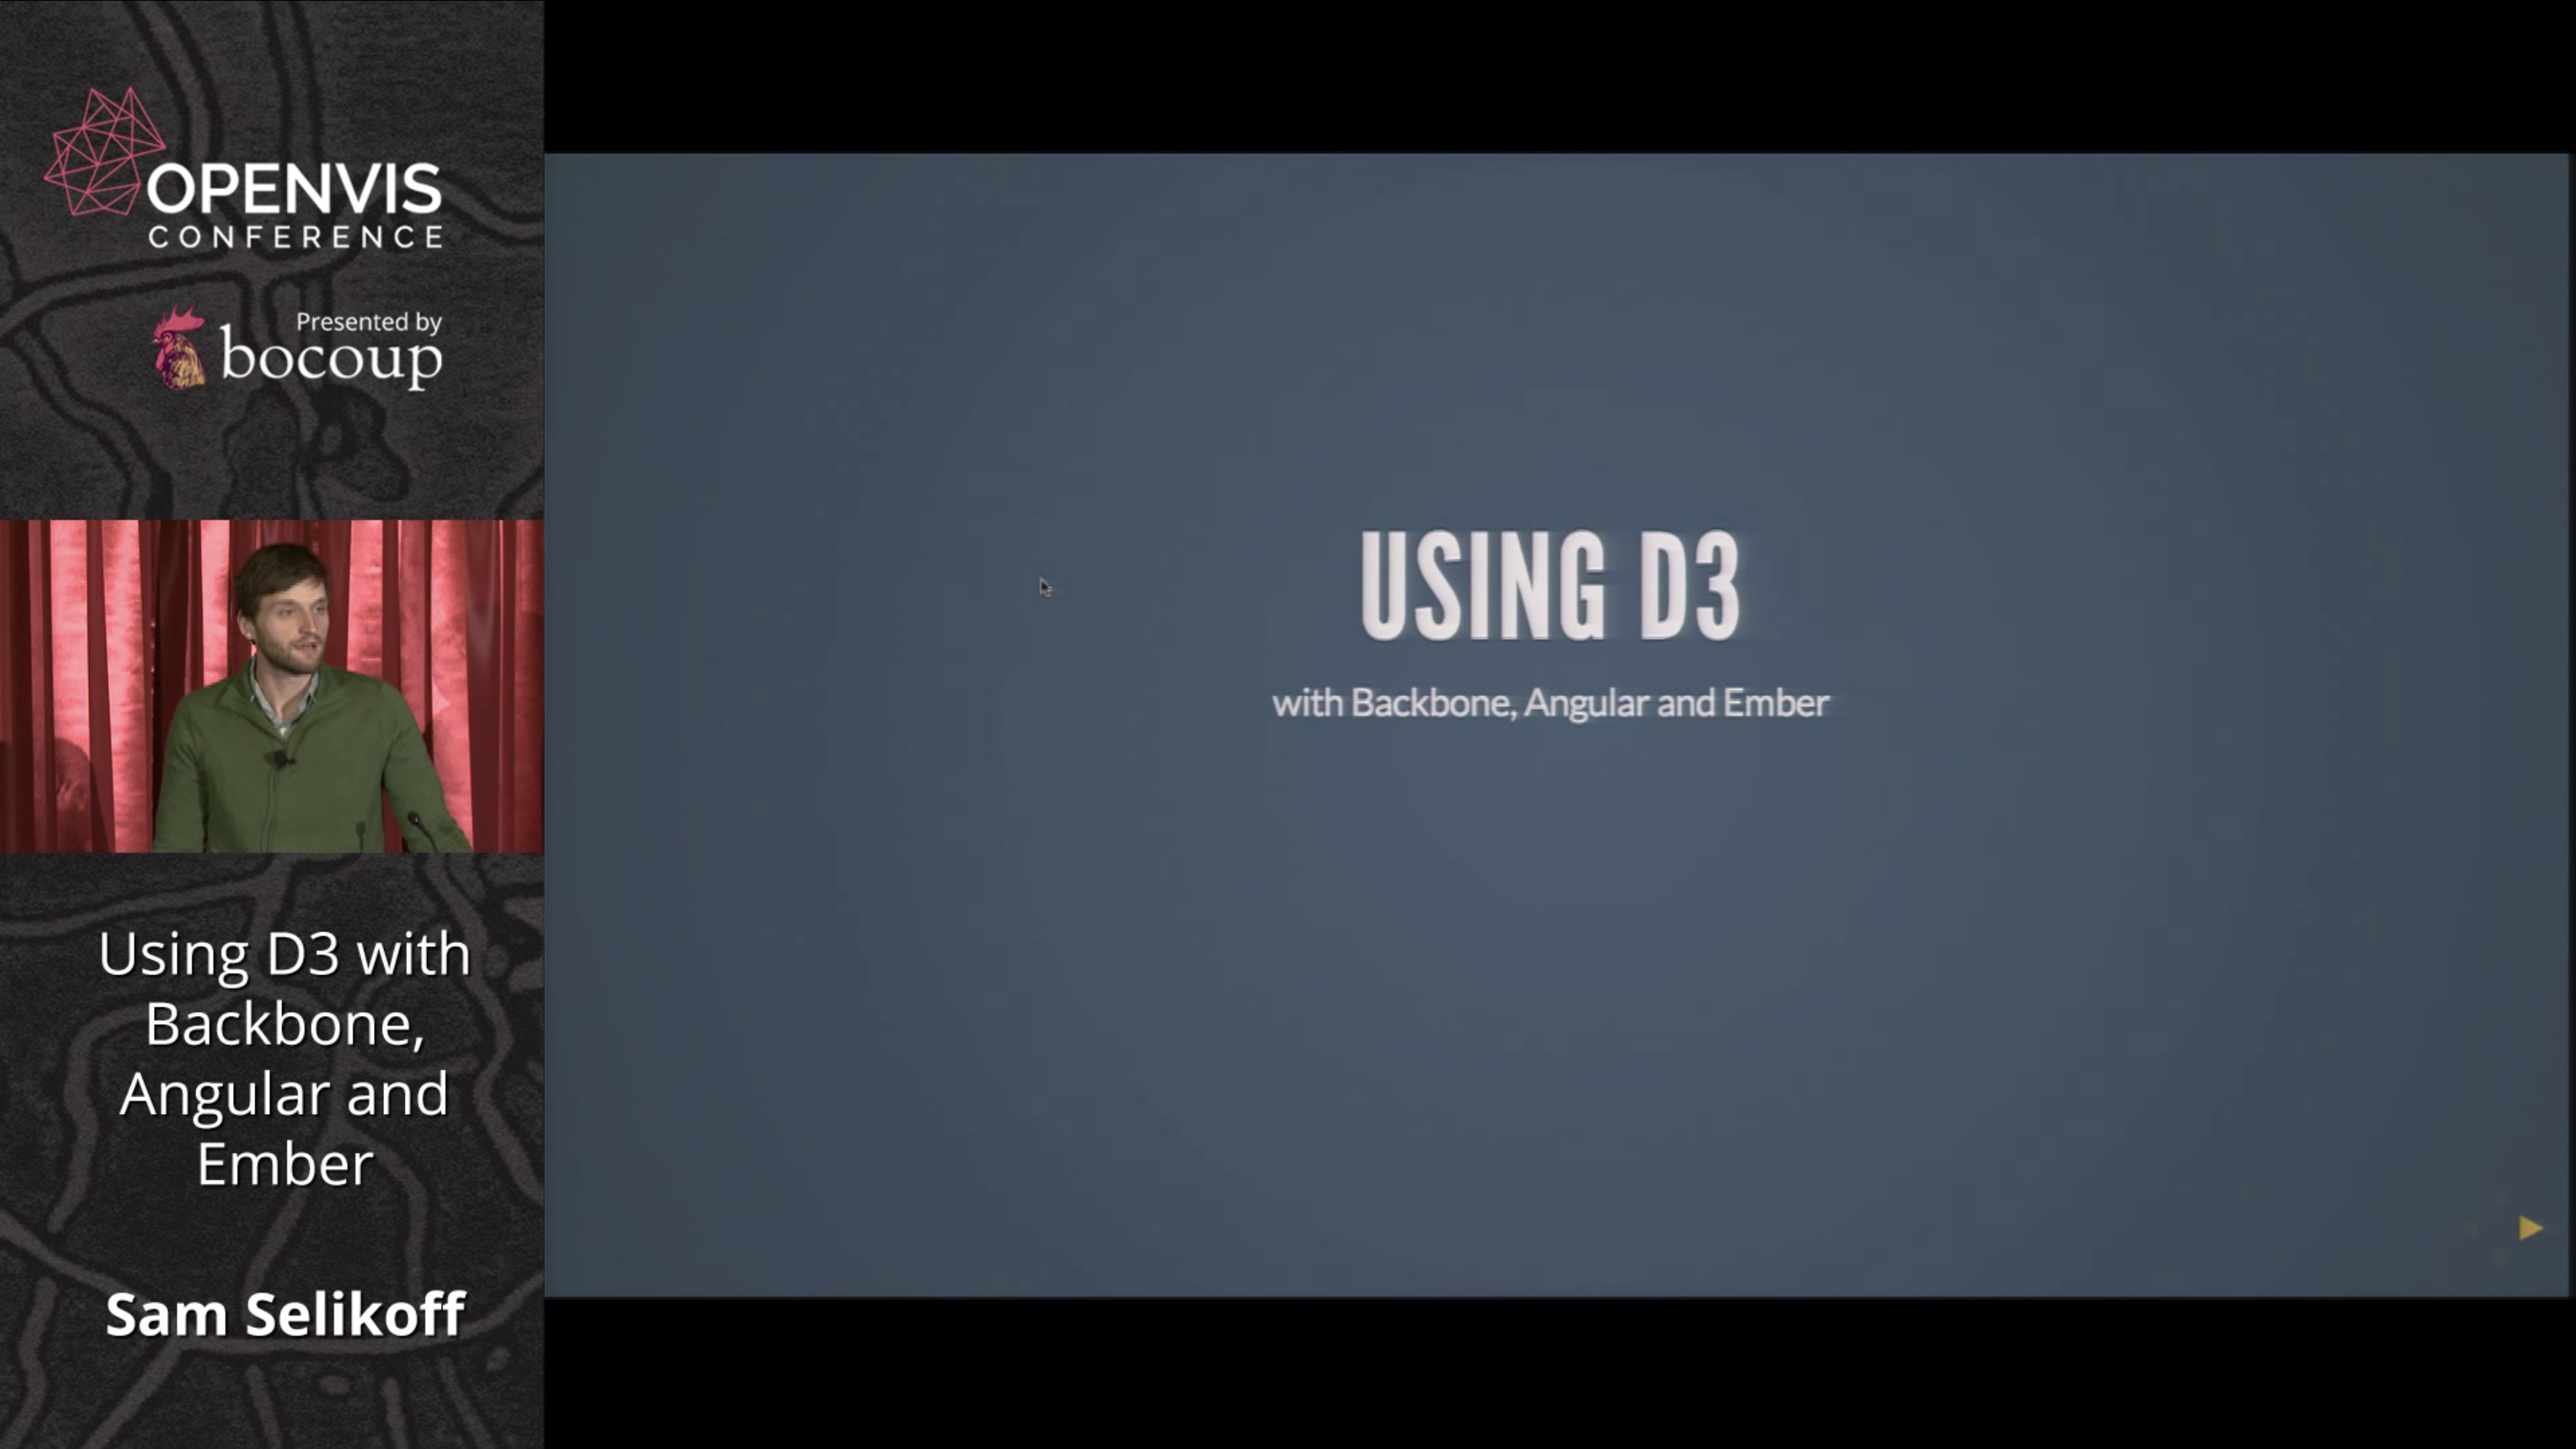 OPENVIS
CONFERENCE
Presented by
bocoup
Using D3 with
Backbone,
Angular and
Ember
Sam Selikoff
USING D3
with Backbone, Angular and Ember